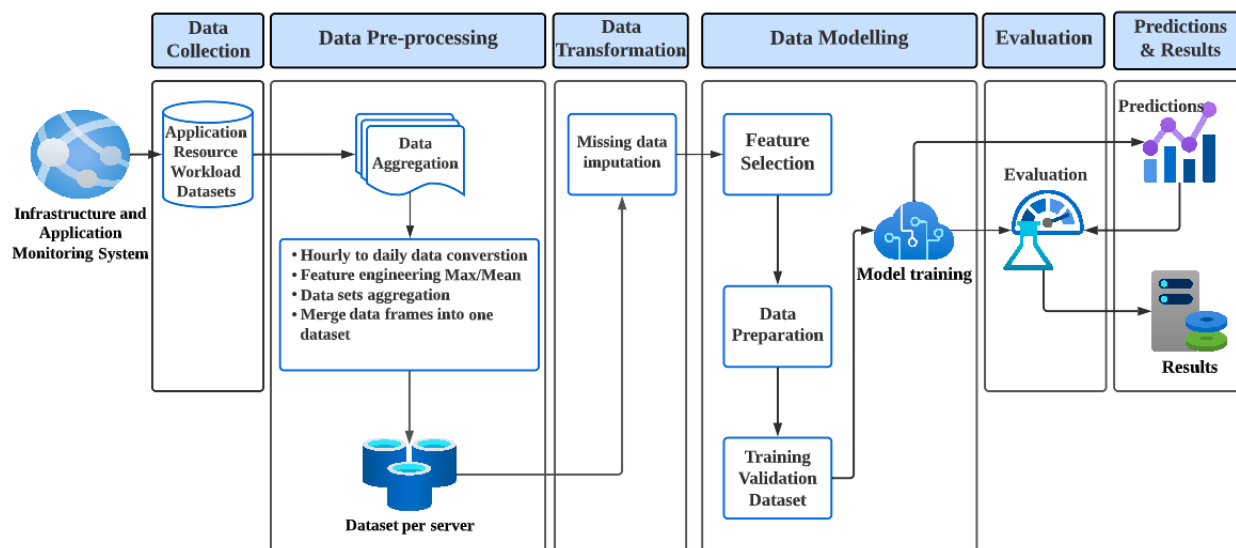 Data
Collection
Data Pre-processing
Data
Transformation
Data Modelling
Evaluation
Predictions
& Results
Infrastructure and
Application
Monitoring System
Application
Resource
Workload
Datasets
Data
Aggregation
• Hourly to daily data converstion
• Feature engineering Max/Mean
• Data sets aggregation
• Merge data frames into one
dataset
Dataset per server
Missing data
imputation
Feature
Selection
Data
Preparation
Training
Validation
Dataset
Model training
Evaluation
Predictions
Results